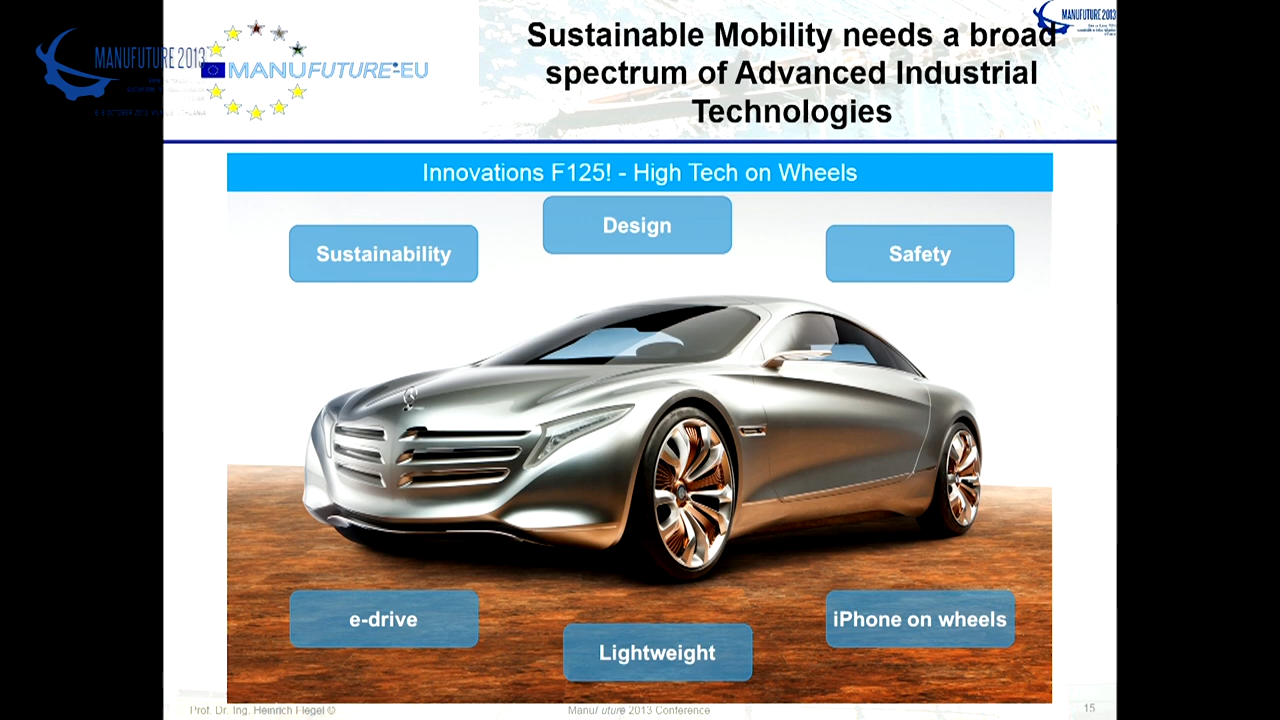 MANUFUTURE 2013
MANUFUTURE-EU
MANUFUTURE 2013
Sustainable Mobility needs a broad
spectrum of Advanced Industrial
Technologies
Innovations F125! - High Tech on Wheels
Design
Sustainability
Safety
e-drive
iPhone on wheels
Lightweight
Prof. Dr. Ing. Heinrich Flegel ©
ManuFuture 2013 Conference
15